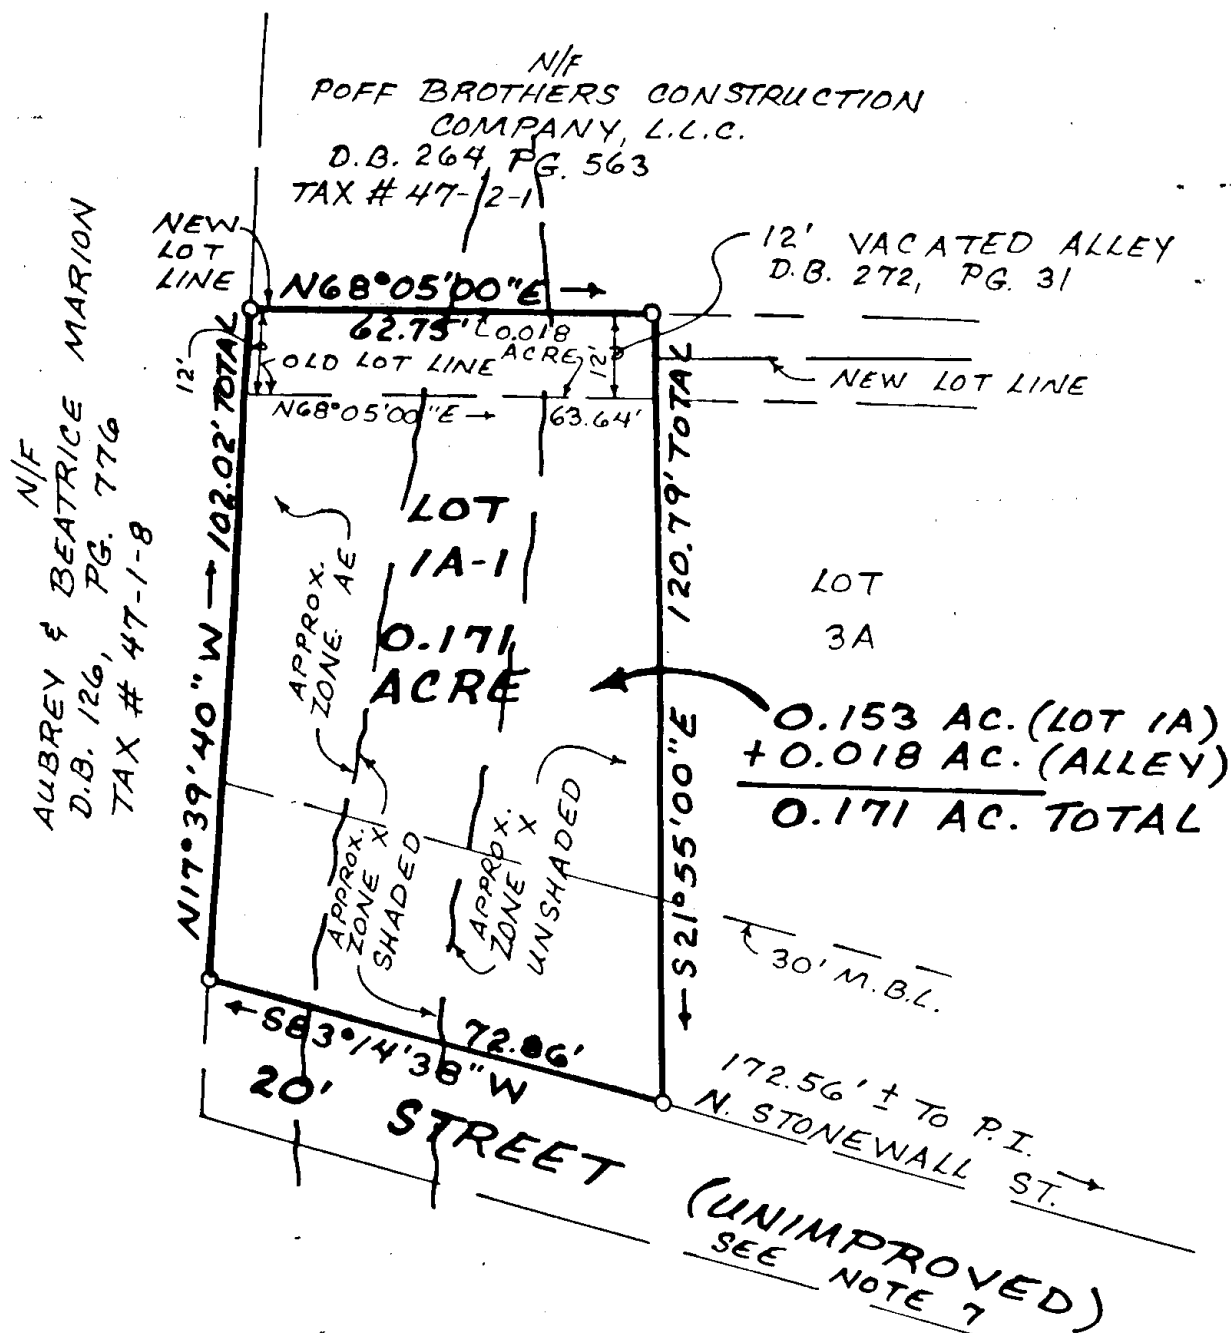 N/F
POFF BROTHERS CONSTRUCTION
COMPANY, L.L.C.
D.B. 264, PG. 563
TAX # 47-12-1
NEW
LOT
LINE
12' VACATED ALLEY
D.B. 272, PG. 31
N68°05'00"E
62.75'
0.018
ACRE
12'
12'
OLD LOT LINE
NEW LOT LINE
N68°05'00"E
63.64'
N/F
AUBREY & BEATRICE MARION
D.B. 126, PG. 776
TAX # 47-1-8
N17°39'40"W
102.02' TOTAL
120.79' TOTAL
S21°55'00"E
LOT
1A-1
0.171
ACRE
LOT
3A
0.153 AC. (LOT 1A)
+0.018 AC. (ALLEY)
0.171 AC. TOTAL
APPROX.
ZONE AE
APPROX.
ZONE X
SHADED
APPROX.
ZONE X
UNSHADED
30' M.B.L.
S83°14'38"W
72.86'
172.56' ± TO P.I.
N. STONEWALL ST.
20' STREET (UNIMPROVED)
SEE NOTE 7